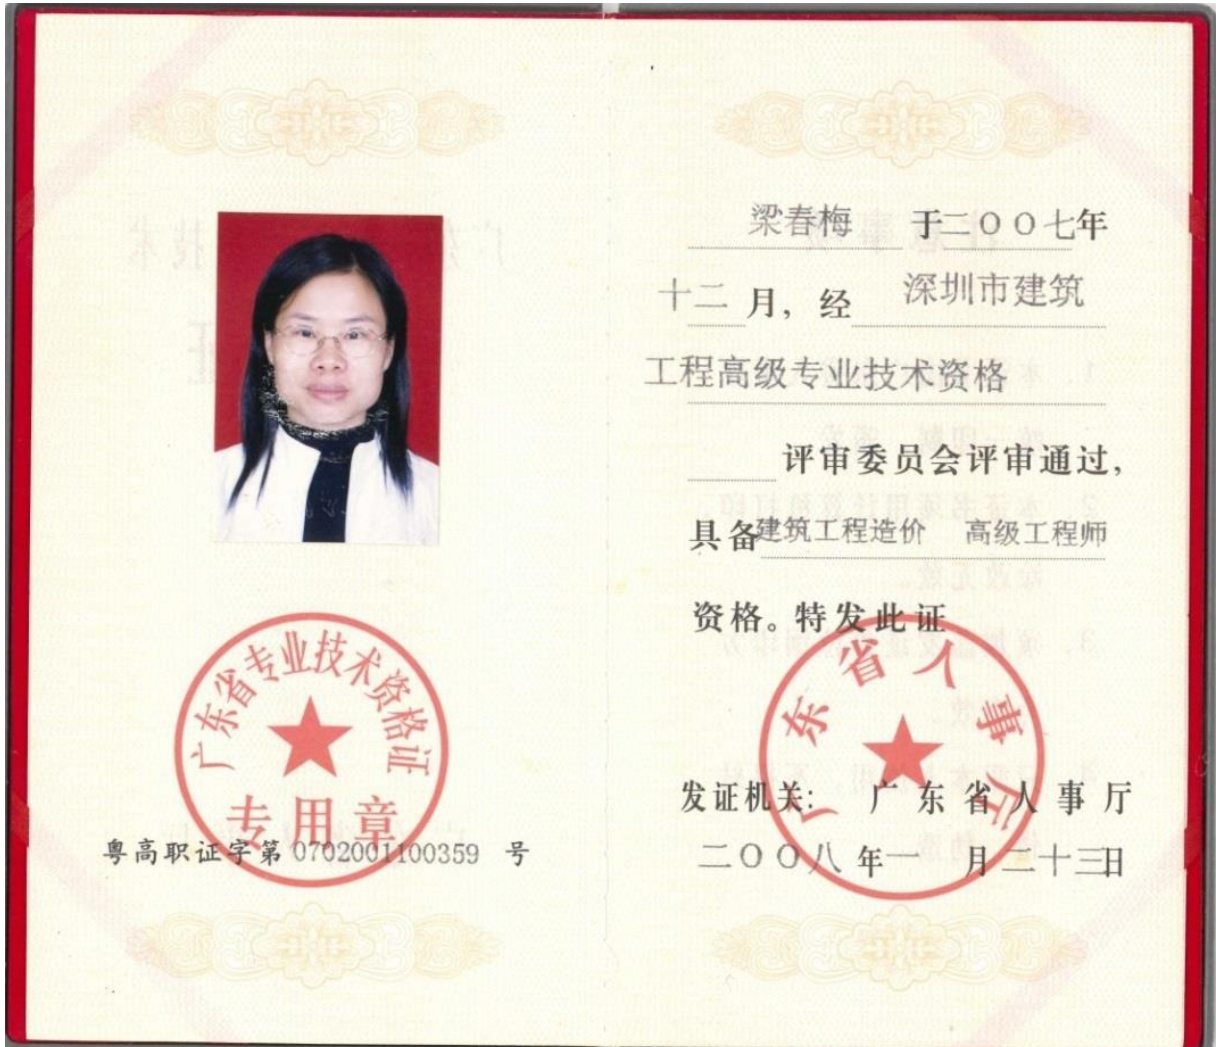 广东省专业技术资格证
专用章
粤高职证字第 0702001100359 号
梁春梅 于二〇〇七年
十二月，经 深圳市建筑
工程高级专业技术资格
评审委员会评审通过，
具备建筑工程造价 高级工程师
资格。特发此证
广东省人事厅
发证机关： 广东省人事厅
二〇〇八年一月二十三日